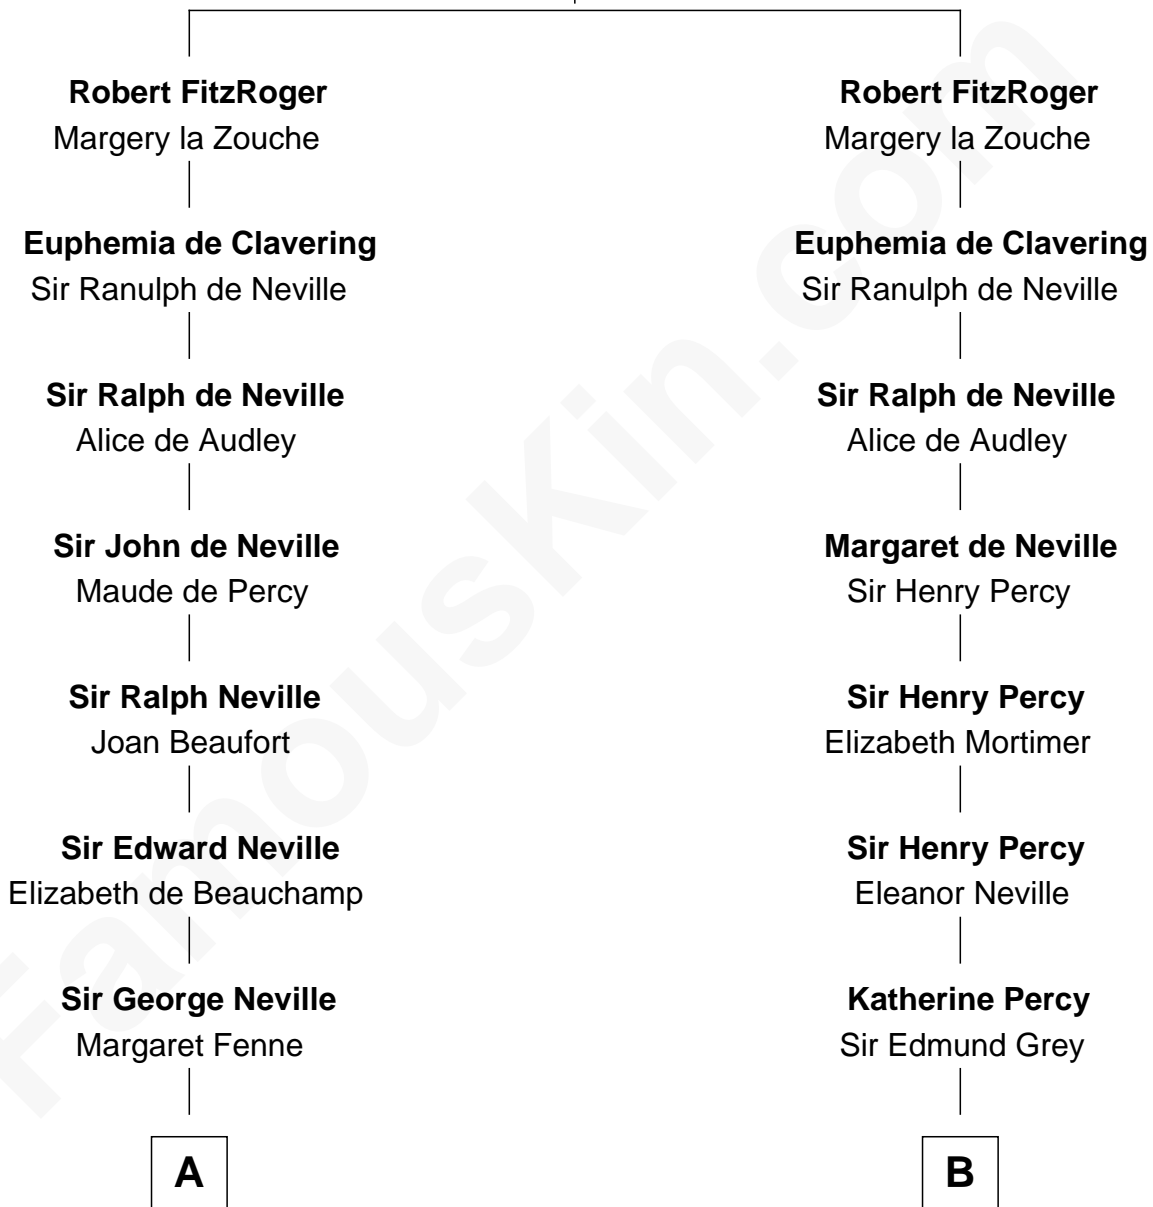 Robert FitzRoger
Margery la Zouche
Euphemia de Clavering
Sir Ranulph de Neville
Sir Ralph de Neville
Alice de Audley
Sir John de Neville
Maude de Percy
Sir Ralph Neville
Joan Beaufort
Sir Edward Neville
Elizabeth de Beauchamp
Sir George Neville
Margaret Fenne
A
Robert FitzRoger
Margery la Zouche
Euphemia de Clavering
Sir Ranulph de Neville
Sir Ralph de Neville
Alice de Audley
Margaret de Neville
Sir Henry Percy
Sir Henry Percy
Elizabeth Mortimer
Sir Henry Percy
Eleanor Neville
Katherine Percy
Sir Edmund Grey
B
FamousKin.com